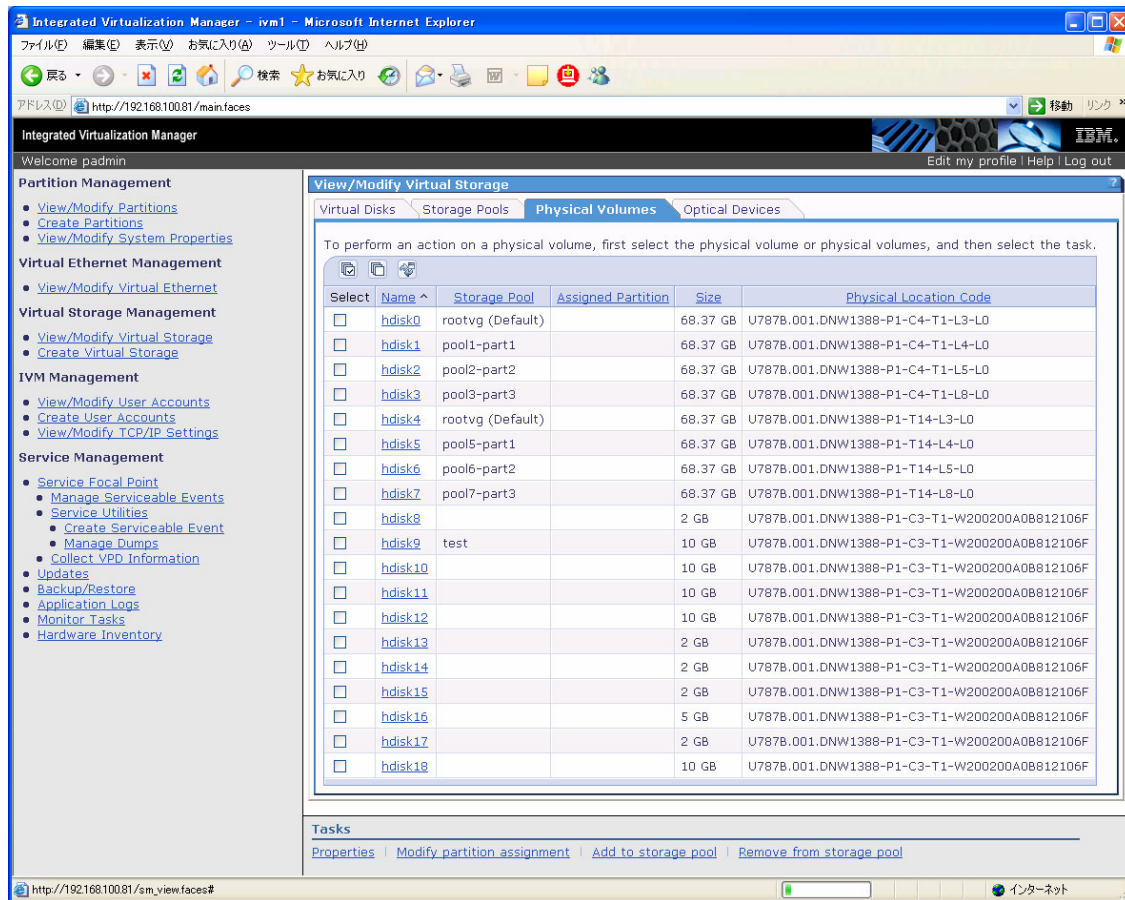 Integrated Virtualization Manager - ivm1 - Microsoft Internet Explorer
ファイル(F) 編集(E) 表示(V) お気に入り(A) ツール(T) ヘルプ(H)
戻る 検索 お気に入り
アドレス(D) http://192.168.100.81/main.faces 移動 リンク »
Integrated Virtualization Manager IBM.
Welcome padmin Edit my profile | Help | Log out
Partition Management
View/Modify Partitions
Create Partitions
View/Modify System Properties
Virtual Ethernet Management
View/Modify Virtual Ethernet
Virtual Storage Management
View/Modify Virtual Storage
Create Virtual Storage
IVM Management
View/Modify User Accounts
Create User Accounts
View/Modify TCP/IP Settings
Service Management
Service Focal Point
Manage Serviceable Events
Service Utilities
Create Serviceable Event
Manage Dumps
Collect VPD Information
Updates
Backup/Restore
Application Logs
Monitor Tasks
Hardware Inventory
View/Modify Virtual Storage ?
Virtual Disks Storage Pools Physical Volumes Optical Devices
To perform an action on a physical volume, first select the physical volume or physical volumes, and then select the task.
Select Name ^ Storage Pool Assigned Partition Size Physical Location Code
hdisk0 rootvg (Default) 68.37 GB U787B.001.DNW1388-P1-C4-T1-L3-L0
hdisk1 pool1-part1 68.37 GB U787B.001.DNW1388-P1-C4-T1-L4-L0
hdisk2 pool2-part2 68.37 GB U787B.001.DNW1388-P1-C4-T1-L5-L0
hdisk3 pool3-part3 68.37 GB U787B.001.DNW1388-P1-C4-T1-L8-L0
hdisk4 rootvg (Default) 68.37 GB U787B.001.DNW1388-P1-T14-L3-L0
hdisk5 pool5-part1 68.37 GB U787B.001.DNW1388-P1-T14-L4-L0
hdisk6 pool6-part2 68.37 GB U787B.001.DNW1388-P1-T14-L5-L0
hdisk7 pool7-part3 68.37 GB U787B.001.DNW1388-P1-T14-L8-L0
hdisk8 2 GB U787B.001.DNW1388-P1-C3-T1-W200200A0B812106F
hdisk9 test 10 GB U787B.001.DNW1388-P1-C3-T1-W200200A0B812106F
hdisk10 10 GB U787B.001.DNW1388-P1-C3-T1-W200200A0B812106F
hdisk11 10 GB U787B.001.DNW1388-P1-C3-T1-W200200A0B812106F
hdisk12 10 GB U787B.001.DNW1388-P1-C3-T1-W200200A0B812106F
hdisk13 2 GB U787B.001.DNW1388-P1-C3-T1-W200200A0B812106F
hdisk14 2 GB U787B.001.DNW1388-P1-C3-T1-W200200A0B812106F
hdisk15 2 GB U787B.001.DNW1388-P1-C3-T1-W200200A0B812106F
hdisk16 5 GB U787B.001.DNW1388-P1-C3-T1-W200200A0B812106F
hdisk17 2 GB U787B.001.DNW1388-P1-C3-T1-W200200A0B812106F
hdisk18 10 GB U787B.001.DNW1388-P1-C3-T1-W200200A0B812106F
Tasks
Properties | Modify partition assignment | Add to storage pool | Remove from storage pool
http://192.168.100.81/sm_view.faces# インターネット